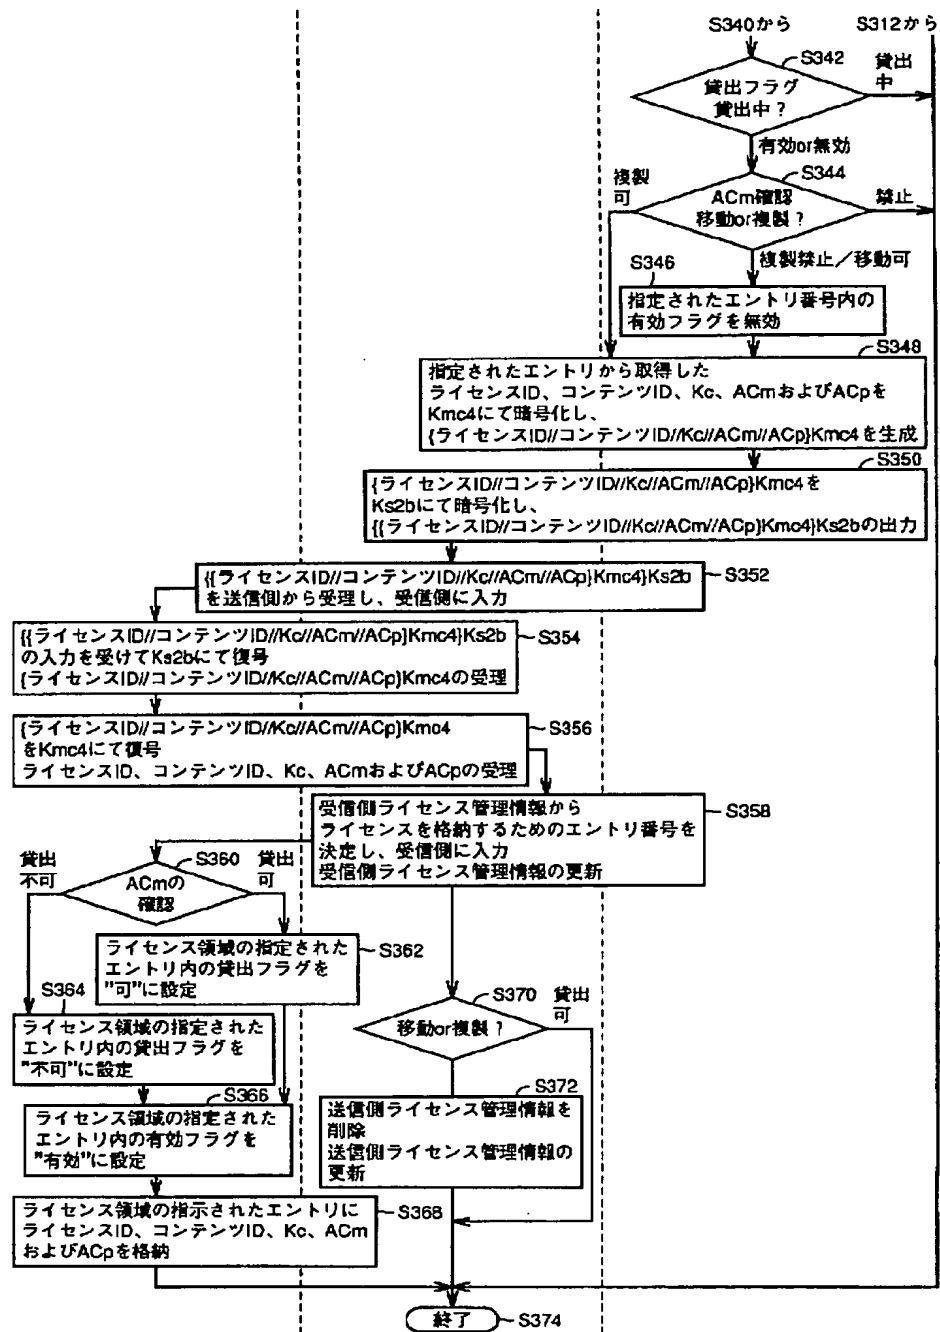 S340から
S312から
S342
貸出
中
貸出フラグ
貸出中?
有効or無効
S344
複製
可
ACm確認
移動or複製?
禁止
複製禁止/移動可
S346
指定されたエントリ番号内の
有効フラグを無効
S348
指定されたエントリから取得した
ライセンスID、コンテンツID、Kc、ACmおよびACpを
Kmc4にて暗号化し、
{ライセンスID//コンテンツID//Kc//ACm//ACp}Kmc4を生成
S350
{ライセンスID//コンテンツID//Kc//ACm//ACp}Kmc4を
Ks2bにて暗号化し、
{{ライセンスID//コンテンツID//Kc//ACm//ACp}Kmc4}Ks2bの出力
{{ライセンスID//コンテンツID//Kc//ACm//ACp}Kmc4}Ks2b
を送信側から受理し、受信側に入力
S352
{{ライセンスID//コンテンツID//Kc//ACm//ACp}Kmc4}Ks2b
の入力を受けてKs2bにて復号
{ライセンスID//コンテンツID//Kc//ACm//ACp}Kmc4の受理
S354
{ライセンスID//コンテンツID//Kc//ACm//ACp}Kmc4
をKmc4にて復号
ライセンスID、コンテンツID、Kc、ACmおよびACpの受理
S356
受信側ライセンス管理情報から
ライセンスを格納するためのエントリ番号を
決定し、受信側に入力
受信側ライセンス管理情報の更新
S358
貸出
不可
S360
貸出
可
ACmの
確認
ライセンス領域の指定された
エントリ内の貸出フラグを
"可"に設定
S362
S364
ライセンス領域の指定された
エントリ内の貸出フラグを
"不可"に設定
S370
貸出
可
移動or複製?
S366
ライセンス領域の指定された
エントリ内の有効フラグを
"有効"に設定
S372
送信側ライセンス管理情報を
削除
送信側ライセンス管理情報の
更新
ライセンス領域の指示されたエントリに
ライセンスID、コンテンツID、Kc、ACm
およびACpを格納
S368
終了
S374